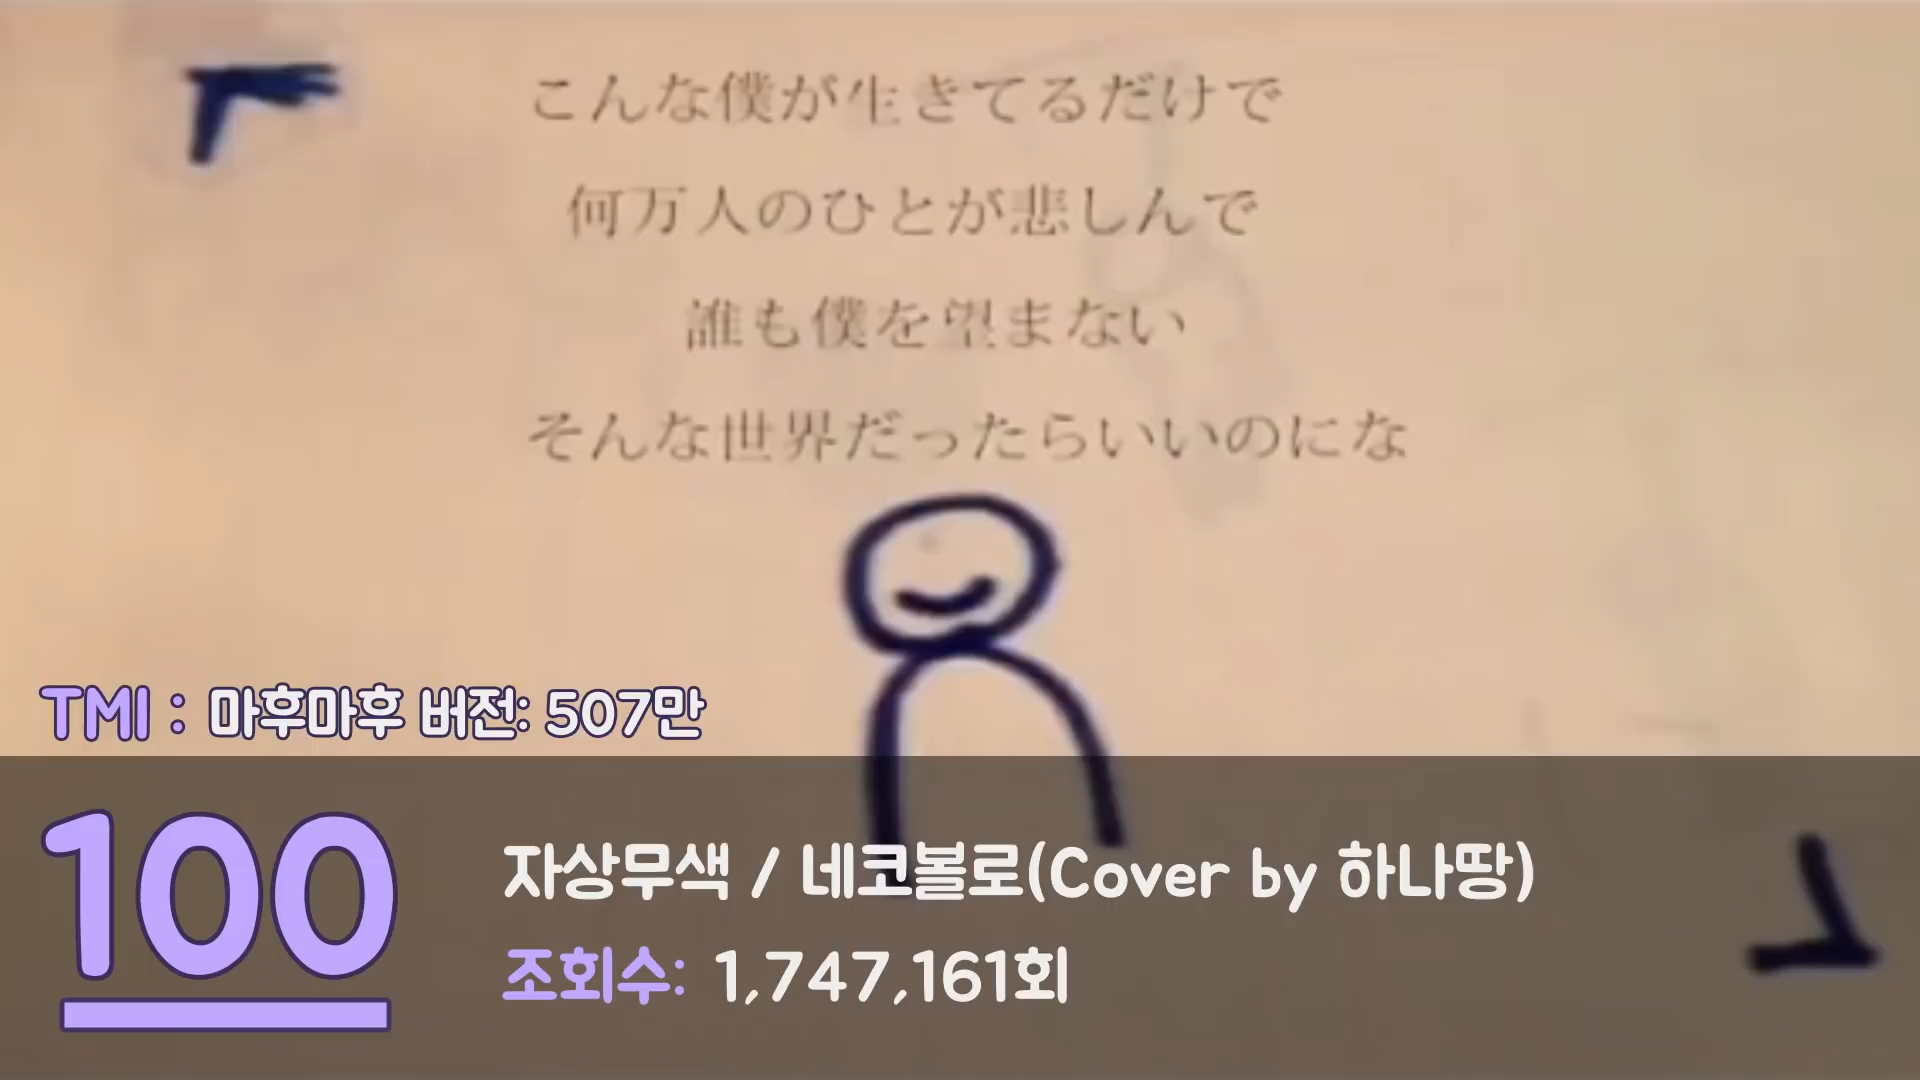 こんな僕が生きてるだけで
何万人のひとが悲しんで
誰も僕を望まない
そんな世界だったらいいのにな
TMI : 마후마후 버전: 507만
100
자상무색 / 네코볼로(Cover by 하나땅)
조회수: 1,747,161회